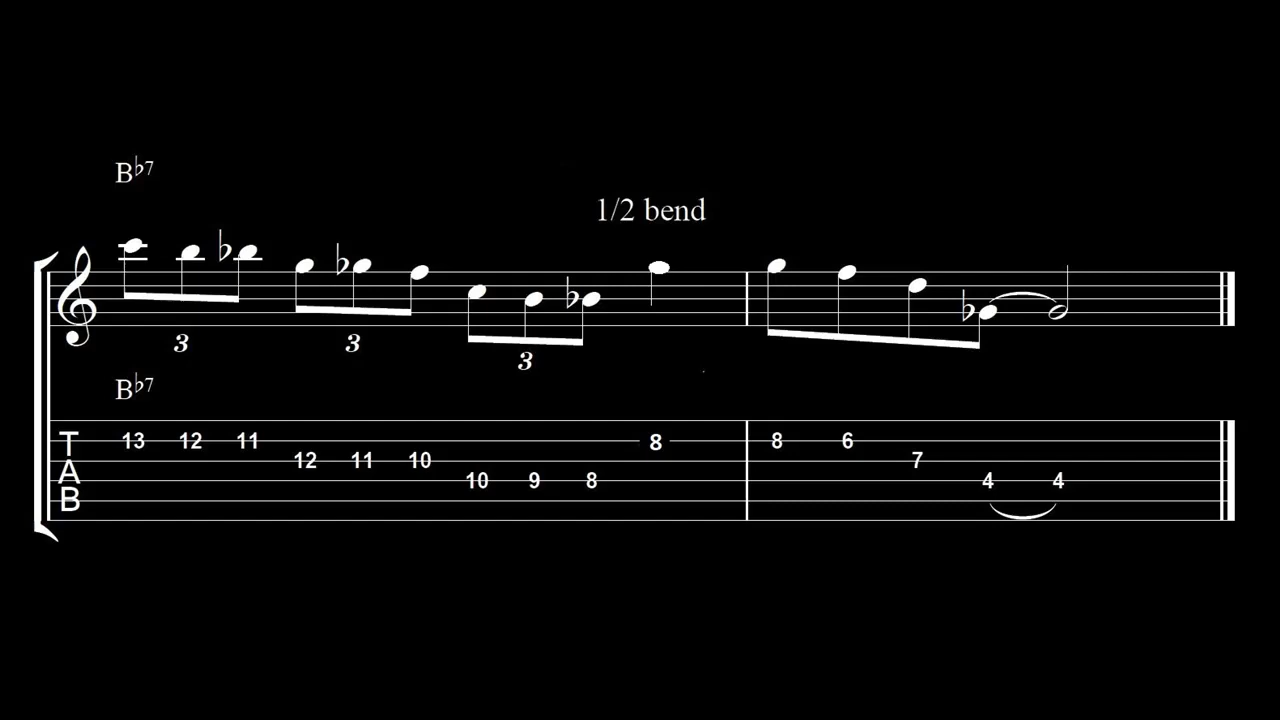 B♭7
1/2 bend
3 3 3
B♭7
T A B
13 12 11 8 8 6
12 11 10 7
10 9 8 4 4